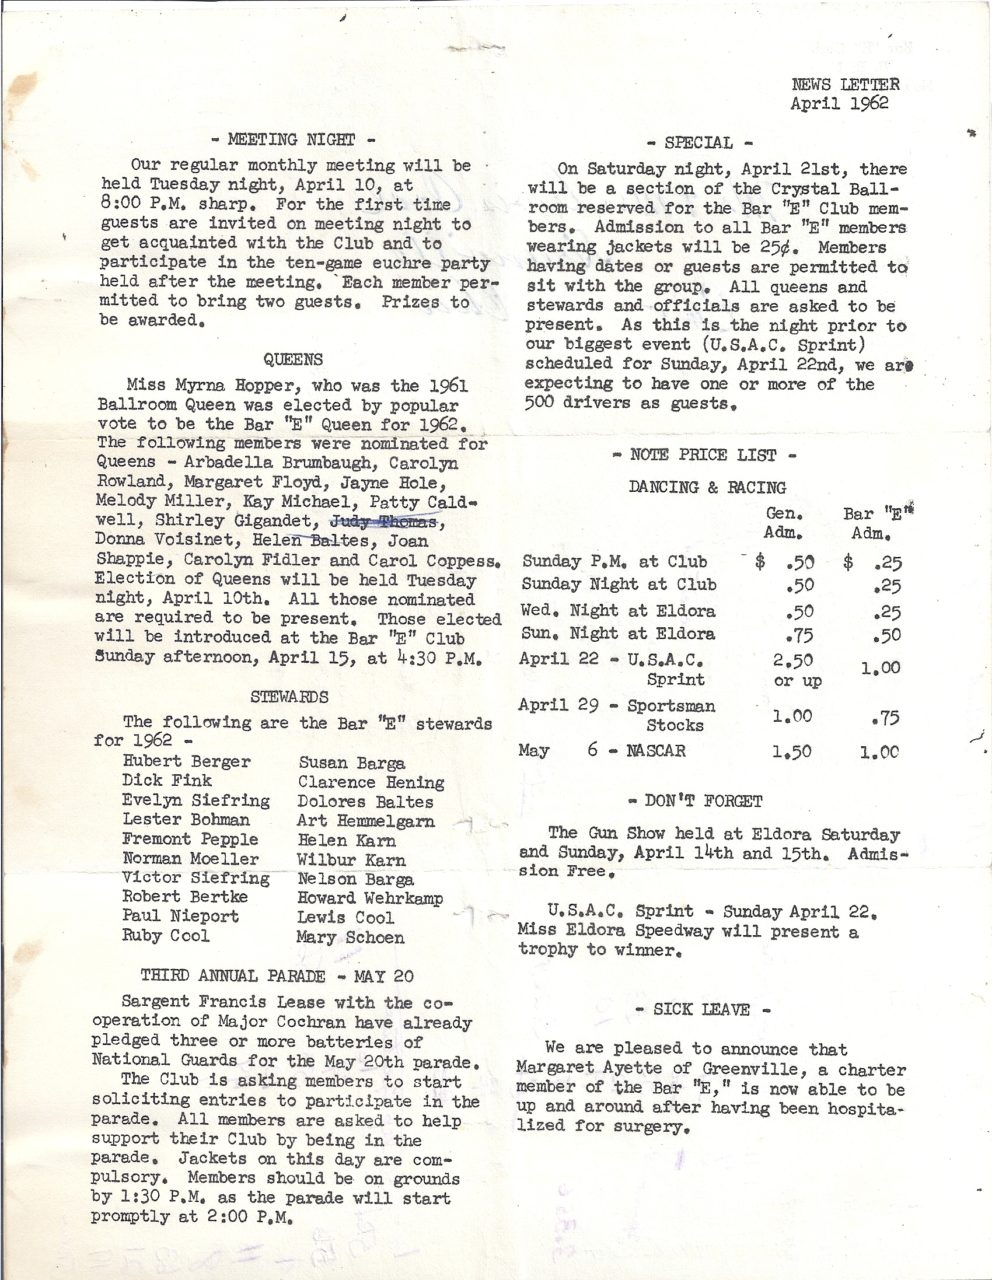 NEWS LETTER
April 1962
- MEETING NIGHT -
Our regular monthly meeting will be
held Tuesday night, April 10, at
8:00 P.M. sharp. For the first time
guests are invited on meeting night to
get acquainted with the Club and to
participate in the ten-game euchre party
held after the meeting. Each member per-
mitted to bring two guests. Prizes to
be awarded.
QUEENS
Miss Myrna Hopper, who was the 1961
Ballroom Queen was elected by popular
vote to be the Bar "E" Queen for 1962.
The following members were nominated for
Queens - Arbadella Brumbaugh, Carolyn
Rowland, Margaret Floyd, Jayne Hole,
Melody Miller, Kay Michael, Patty Cald-
well, Shirley Gigandet, Judy Thomas,
Donna Voisinet, Helen Baltes, Joan
Shappie, Carolyn Fidler and Carol Coppess.
Election of Queens will be held Tuesday
night, April 10th. All those nominated
are required to be present. Those elected
will be introduced at the Bar "E" Club
Sunday afternoon, April 15, at 4:30 P.M.
STEWARDS
The following are the Bar "E" stewards
for 1962 -
Hubert Berger Susan Barga
Dick Fink Clarence Hening
Evelyn Siefring Dolores Baltes
Lester Bohman Art Hemmelgarn
Fremont Pepple Helen Karn
Norman Moeller Wilbur Karn
Victor Siefring Nelson Barga
Robert Bertke Howard Wehrkamp
Paul Nieport Lewis Cool
Ruby Cool Mary Schoen
THIRD ANNUAL PARADE - MAY 20
Sargent Francis Lease with the co-
operation of Major Cochran have already
pledged three or more batteries of
National Guards for the May 20th parade.
The Club is asking members to start
soliciting entries to participate in the
parade. All members are asked to help
support their Club by being in the
parade. Jackets on this day are com-
pulsory. Members should be on grounds
by 1:30 P.M. as the parade will start
promptly at 2:00 P.M.
- SPECIAL -
On Saturday night, April 21st, there
will be a section of the Crystal Ball-
room reserved for the Bar "E" Club mem-
bers. Admission to all Bar "E" members
wearing jackets will be 25¢. Members
having dates or guests are permitted to
sit with the group. All queens and
stewards and officials are asked to be
present. As this is the night prior to
our biggest event (U.S.A.C. Sprint)
scheduled for Sunday, April 22nd, we are
expecting to have one or more of the
500 drivers as guests.
- NOTE PRICE LIST -
DANCING & RACING
Gen. Bar "E"
Adm. Adm.
Sunday P.M. at Club $ .50 $ .25
Sunday Night at Club .50 .25
Wed. Night at Eldora .50 .25
Sun. Night at Eldora .75 .50
April 22 - U.S.A.C. 2.50 1.00
Sprint or up
April 29 - Sportsman 1.00 .75
Stocks
May 6 - NASCAR 1.50 1.00
- DON'T FORGET
The Gun Show held at Eldora Saturday
and Sunday, April 14th and 15th. Admis-
sion Free.
U.S.A.C. Sprint - Sunday April 22.
Miss Eldora Speedway will present a
trophy to winner.
- SICK LEAVE -
We are pleased to announce that
Margaret Ayette of Greenville, a charter
member of the Bar "E," is now able to be
up and around after having been hospita-
lized for surgery.